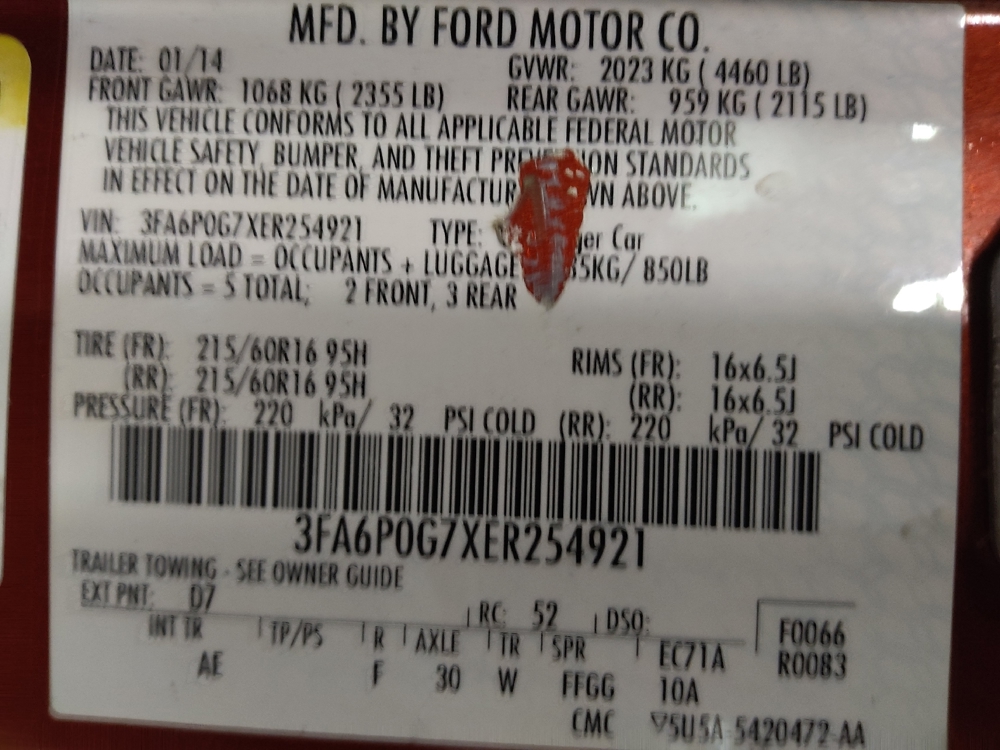 MFD. BY FORD MOTOR CO.
DATE: 01/14 GVWR: 2023 KG ( 4460 LB)
FRONT GAWR: 1068 KG ( 2355 LB) REAR GAWR: 959 KG ( 2115 LB)
THIS VEHICLE CONFORMS TO ALL APPLICABLE FEDERAL MOTOR
VEHICLE SAFETY, BUMPER, AND THEFT STANDARDS
IN EFFECT ON THE DATE OF ABOVE.
VIN: 3FA6P0G7XER254921 TYPE: Car
MAXIMUM LOAD = OCCUPANTS + LUGGAGE 850LB
OCCUPANTS = 5 TOTAL; 2 FRONT, 3 REAR
TIRE (FR): 215/60R16 95H RIMS (FR): 16x6.5J
(RR): 215/60R16 95H (RR): 16x6.5J
PRESSURE (FR): 220 kPa/ 32 PSI COLD (RR): 220 kPa/ 32 PSI COLD
3FA6P0G7XER254921
TRAILER TOWING - SEE OWNER GUIDE
EXT PNT: D7 RC: 52 DSO:
INT TR TP/PS R AXLE TR SPR EC71A F0066
AE F 30 W FFGG 10A R0083
CMC ▽5U5A-5420472-AA